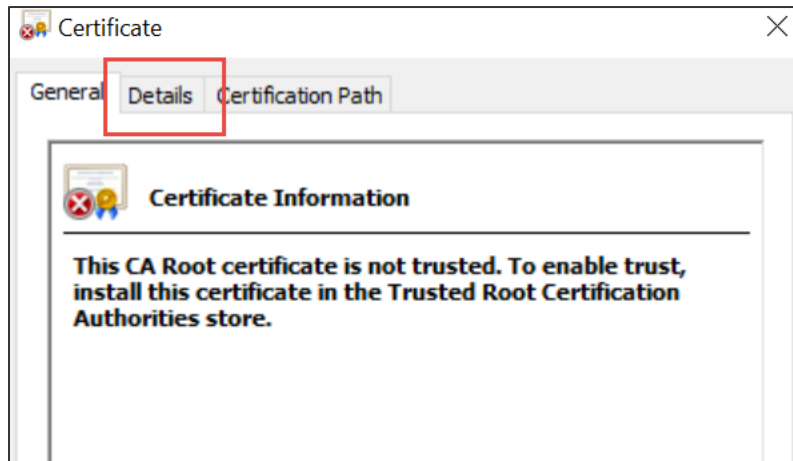 Certificate
General Details Certification Path
Certificate Information
This CA Root certificate is not trusted. To enable trust,
install this certificate in the Trusted Root Certification
Authorities store.